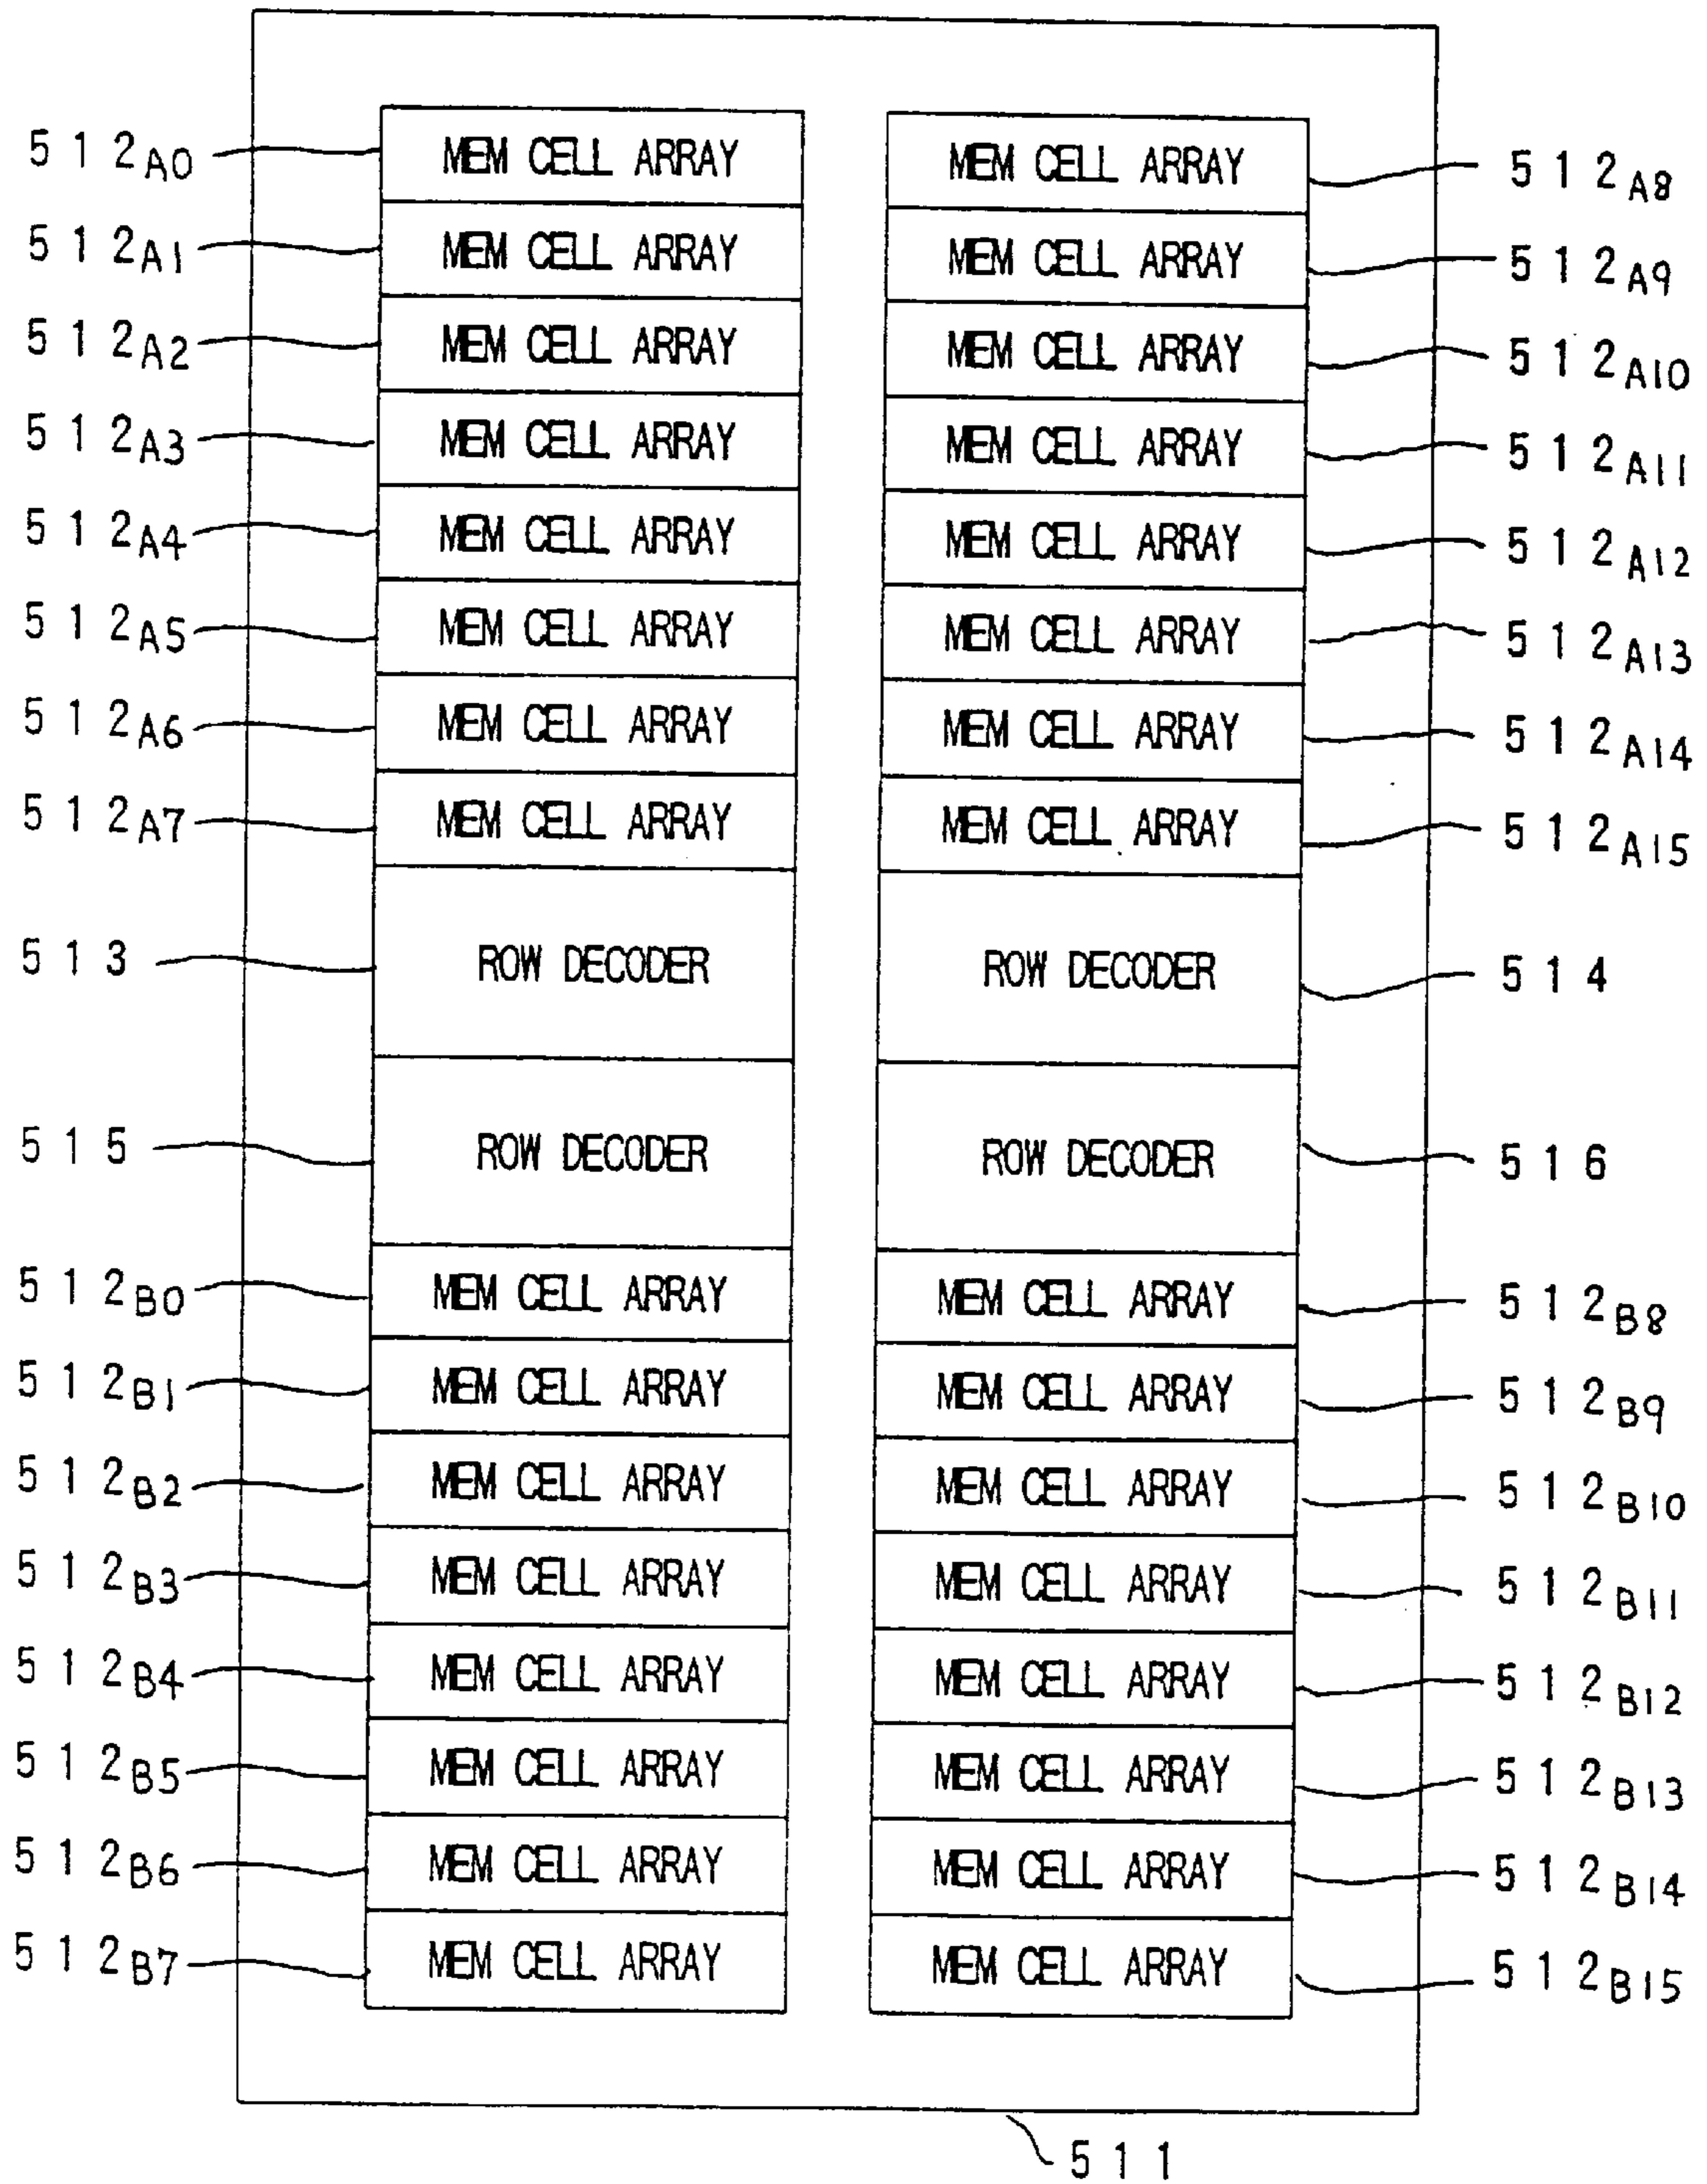 512A0 MEM CELL ARRAY MEM CELL ARRAY 512A8
512A1 MEM CELL ARRAY MEM CELL ARRAY 512A9
512A2 MEM CELL ARRAY MEM CELL ARRAY 512A10
512A3 MEM CELL ARRAY MEM CELL ARRAY 512A11
512A4 MEM CELL ARRAY MEM CELL ARRAY 512A12
512A5 MEM CELL ARRAY MEM CELL ARRAY 512A13
512A6 MEM CELL ARRAY MEM CELL ARRAY 512A14
512A7 MEM CELL ARRAY MEM CELL ARRAY 512A15
513 ROW DECODER ROW DECODER 514
515 ROW DECODER ROW DECODER 516
512B0 MEM CELL ARRAY MEM CELL ARRAY 512B8
512B1 MEM CELL ARRAY MEM CELL ARRAY 512B9
512B2 MEM CELL ARRAY MEM CELL ARRAY 512B10
512B3 MEM CELL ARRAY MEM CELL ARRAY 512B11
512B4 MEM CELL ARRAY MEM CELL ARRAY 512B12
512B5 MEM CELL ARRAY MEM CELL ARRAY 512B13
512B6 MEM CELL ARRAY MEM CELL ARRAY 512B14
512B7 MEM CELL ARRAY MEM CELL ARRAY 512B15
511